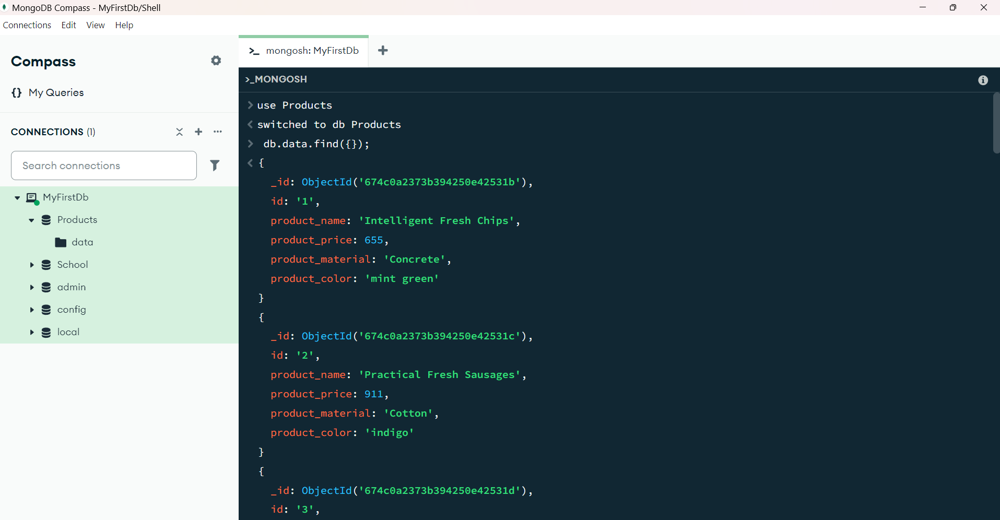 MongoDB Compass - MyFirstDb/Shell
Connections Edit View Help
Compass
{} My Queries
CONNECTIONS (1)
Search connections
MyFirstDb
Products
data
School
admin
config
local
>_ mongosh: MyFirstDb +
>_MONGOSH
> use Products
< switched to db Products
> db.data.find({});
< {
_id: ObjectId('674c0a2373b394250e42531b'),
id: '1',
product_name: 'Intelligent Fresh Chips',
product_price: 655,
product_material: 'Concrete',
product_color: 'mint green'
}
{
_id: ObjectId('674c0a2373b394250e42531c'),
id: '2',
product_name: 'Practical Fresh Sausages',
product_price: 911,
product_material: 'Cotton',
product_color: 'indigo'
}
{
_id: ObjectId('674c0a2373b394250e42531d'),
id: '3',